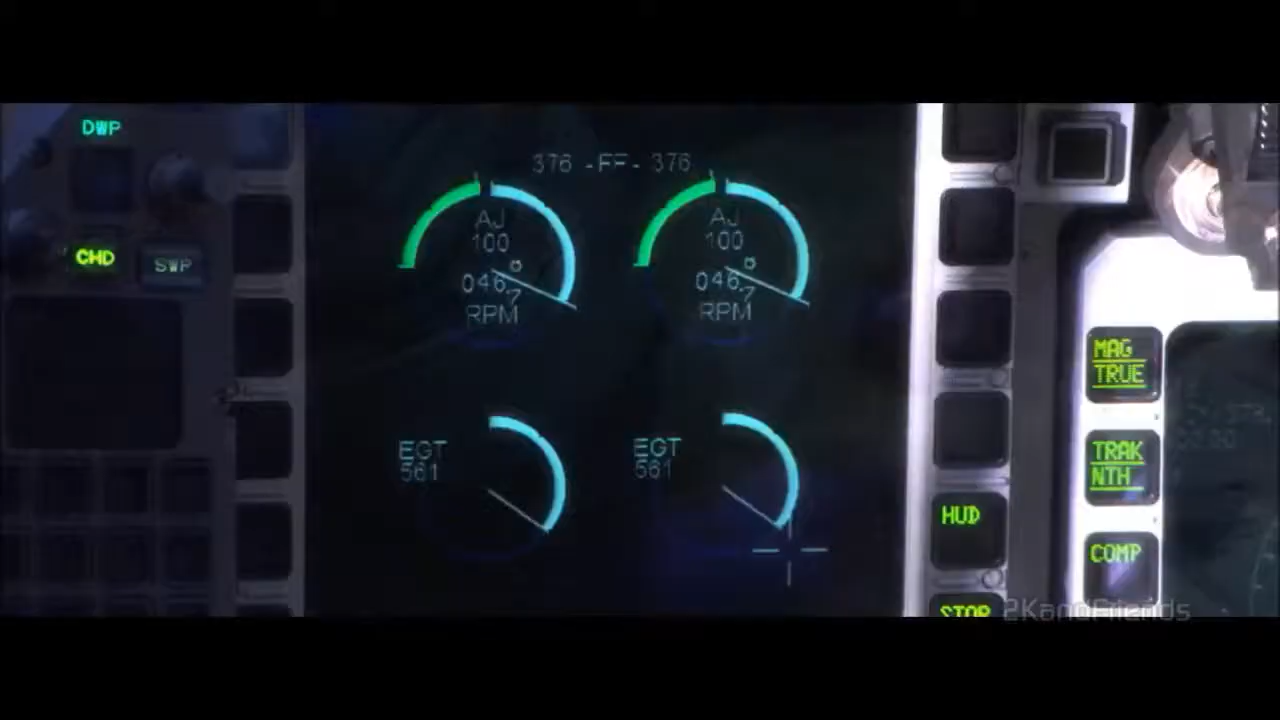 DWP
CHD
SWP
376 -FF- 376
AJ
100
046.7
RPM
AJ
100
046.7
RPM
EGT
561
EGT
561
HUD
STOR
MAG
TRUE
TRAK
NTH
COMP
2KandFriends